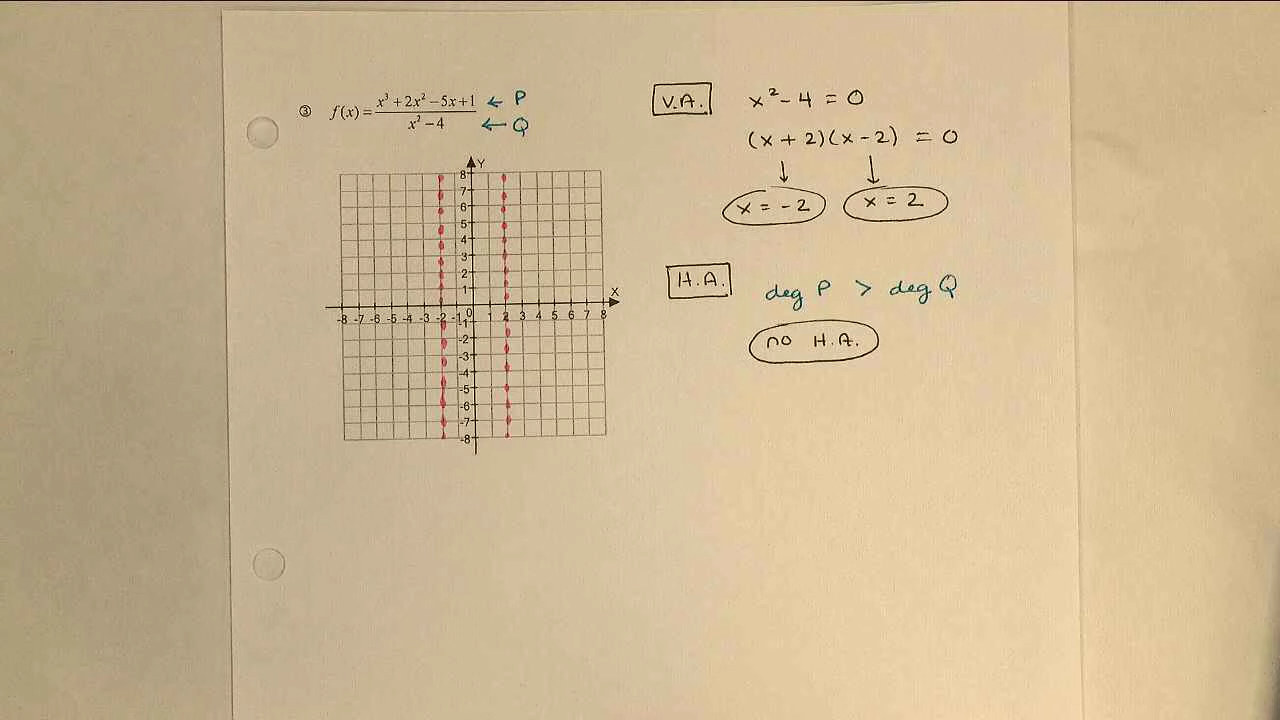 ③ f(x) = (x³ + 2x² − 5x + 1)/(x² − 4) ← P ← Q
Y
8
7
6
5
4
3
2
1
X
-8 -7 -6 -5 -4 -3 -2 -1 0 1 2 3 4 5 6 7 8
-1
-2
-3
-4
-5
-6
-7
-8
V.A. x² - 4 = 0
(x + 2)(x - 2) = 0
↓ ↓
x = -2 x = 2
H.A. deg P > deg Q
no H.A.